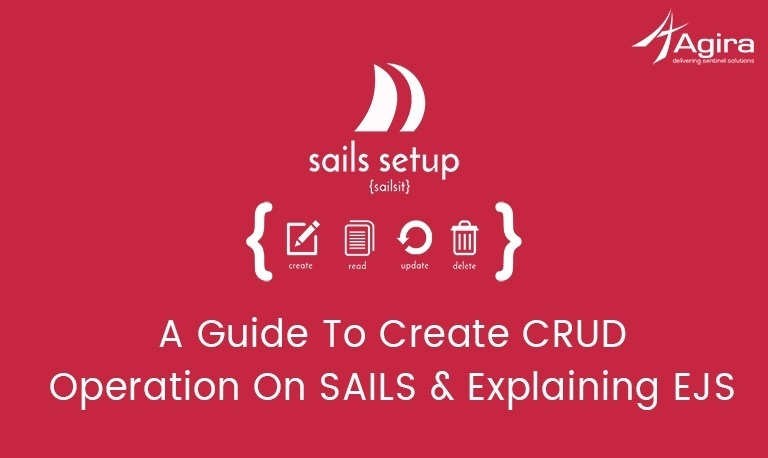 Agira
delivering sentinel solutions
sails setup
{sailsit}
{ create read update delete }
A Guide To Create CRUD
Operation On SAILS & Explaining EJS